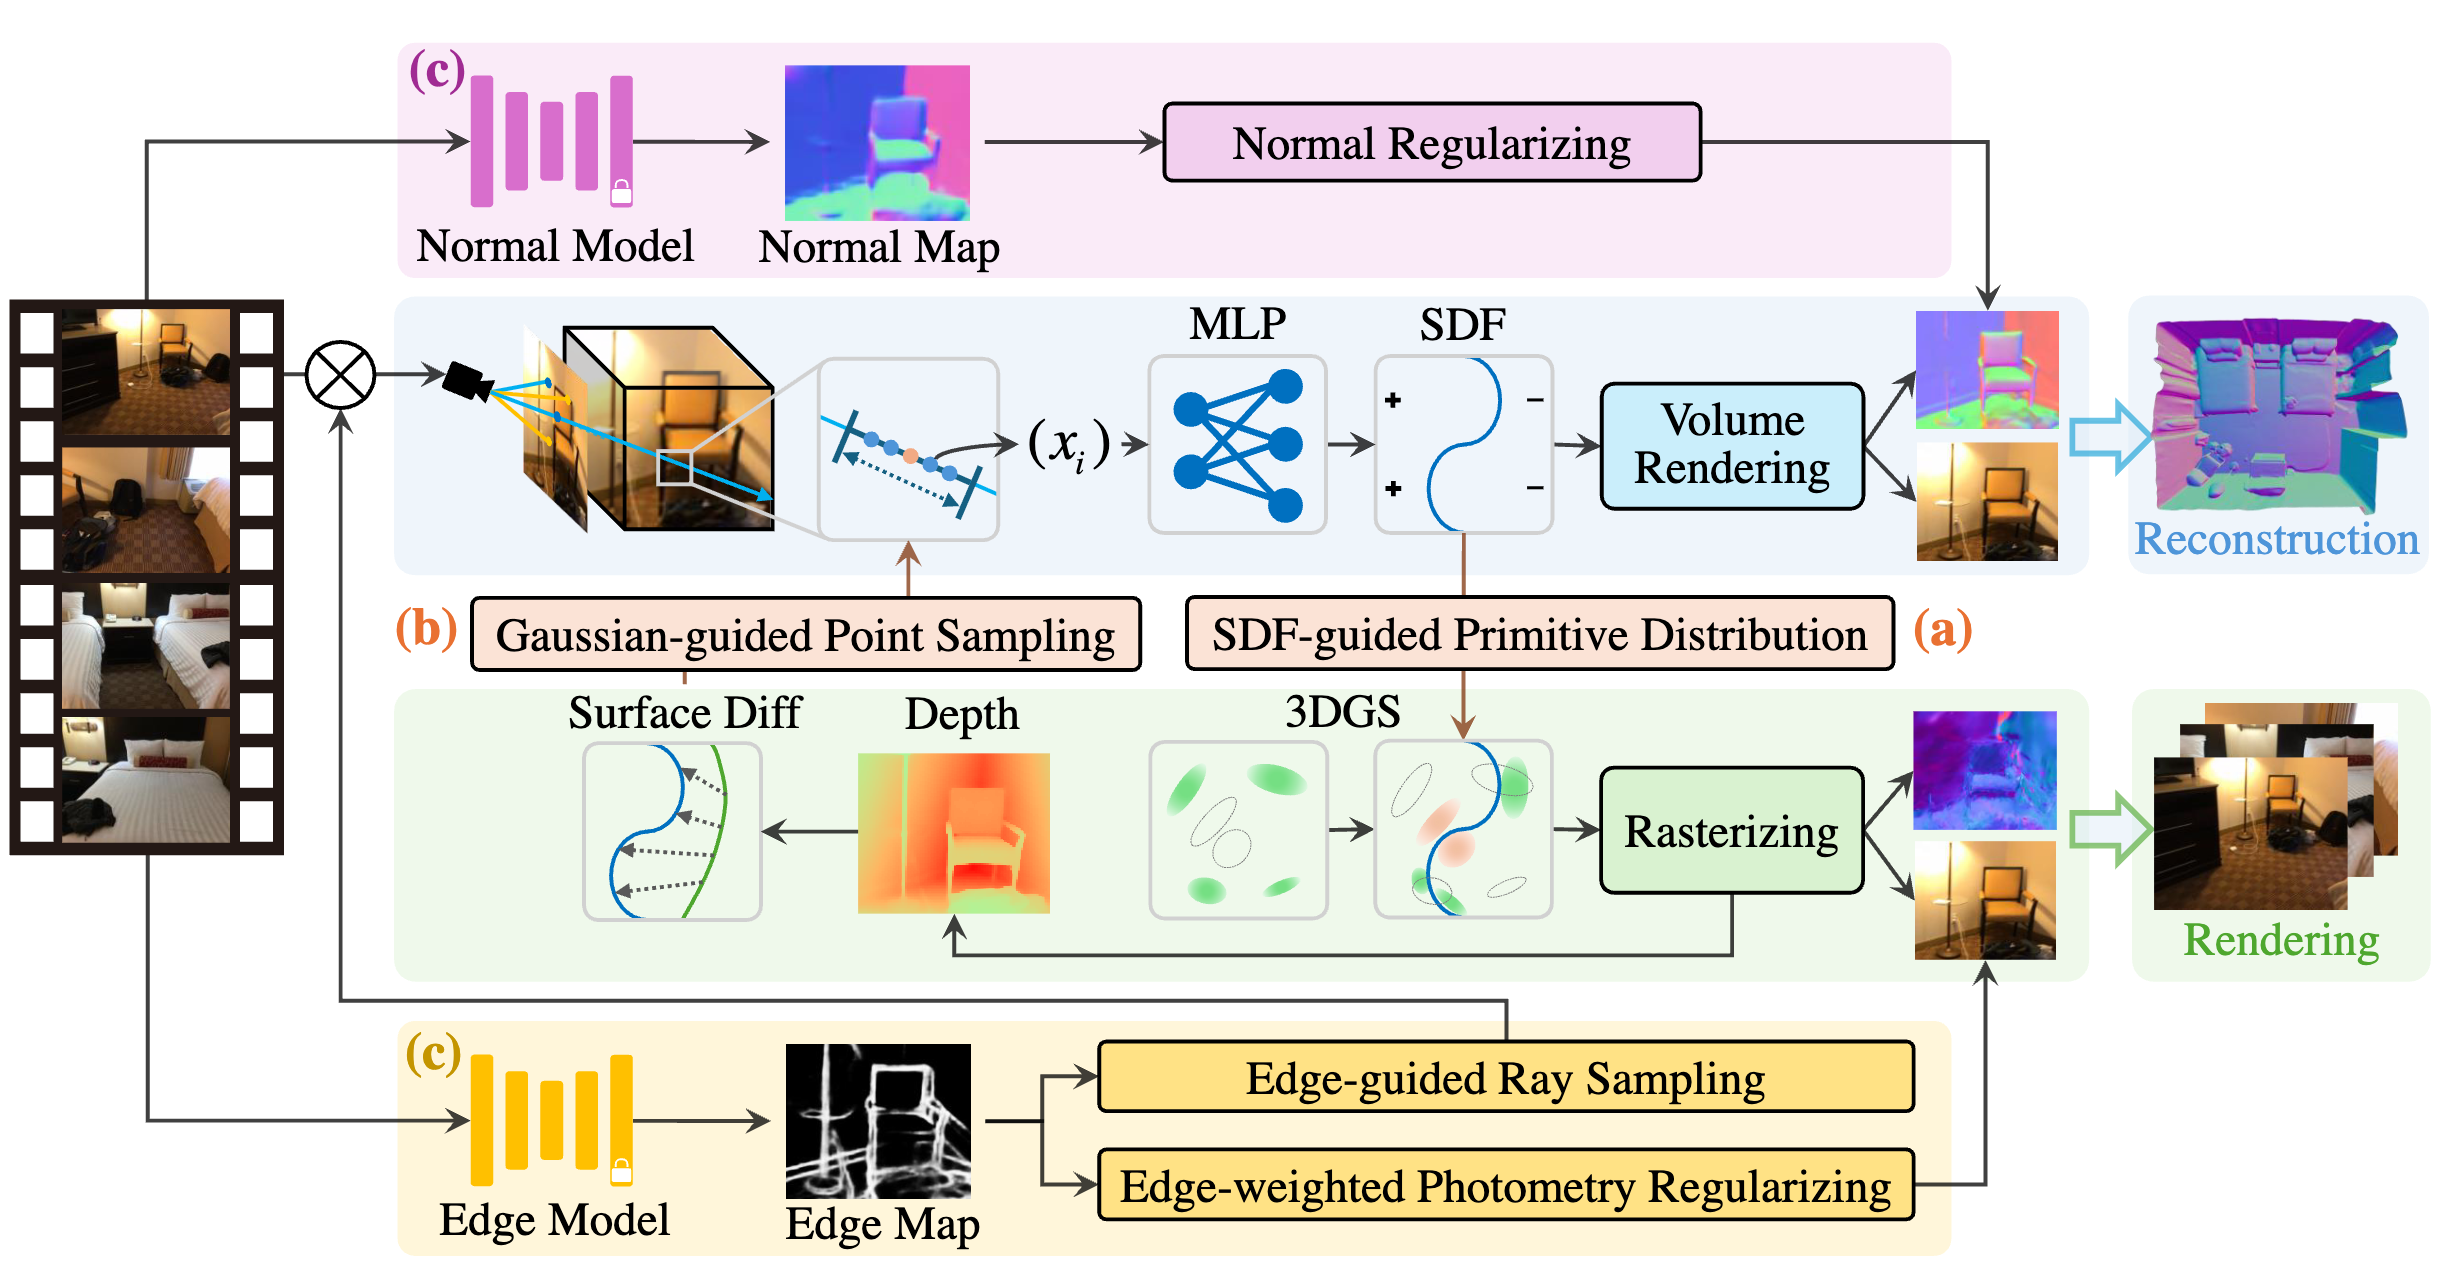 (c)
Normal Model
Normal Map
Normal Regularizing
MLP
SDF
(xᵢ)
+
−
+
−
Volume
Rendering
Reconstruction
(b)
Gaussian-guided Point Sampling
SDF-guided Primitive Distribution
(a)
Surface Diff
Depth
3DGS
Rasterizing
Rendering
(c)
Edge Model
Edge Map
Edge-guided Ray Sampling
Edge-weighted Photometry Regularizing